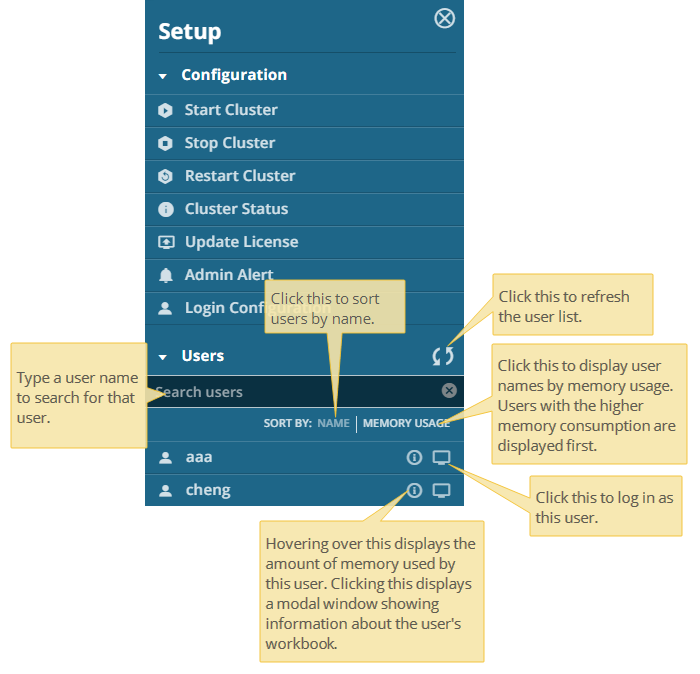 Setup
Configuration
Start Cluster
Stop Cluster
Restart Cluster
Cluster Status
Update License
Admin Alert
Login Configuration
Click this to sort
users by name.
Click this to refresh
the user list.
Users
Type a user name
to search for that
user.
Search users
Click this to display user
names by memory usage.
Users with the higher
memory consumption are
displayed first.
SORT BY: NAME | MEMORY USAGE
aaa
cheng
Click this to log in as
this user.
Hovering over this displays the
amount of memory used by
this user. Clicking this displays
a modal window showing
information about the user's
workbook.